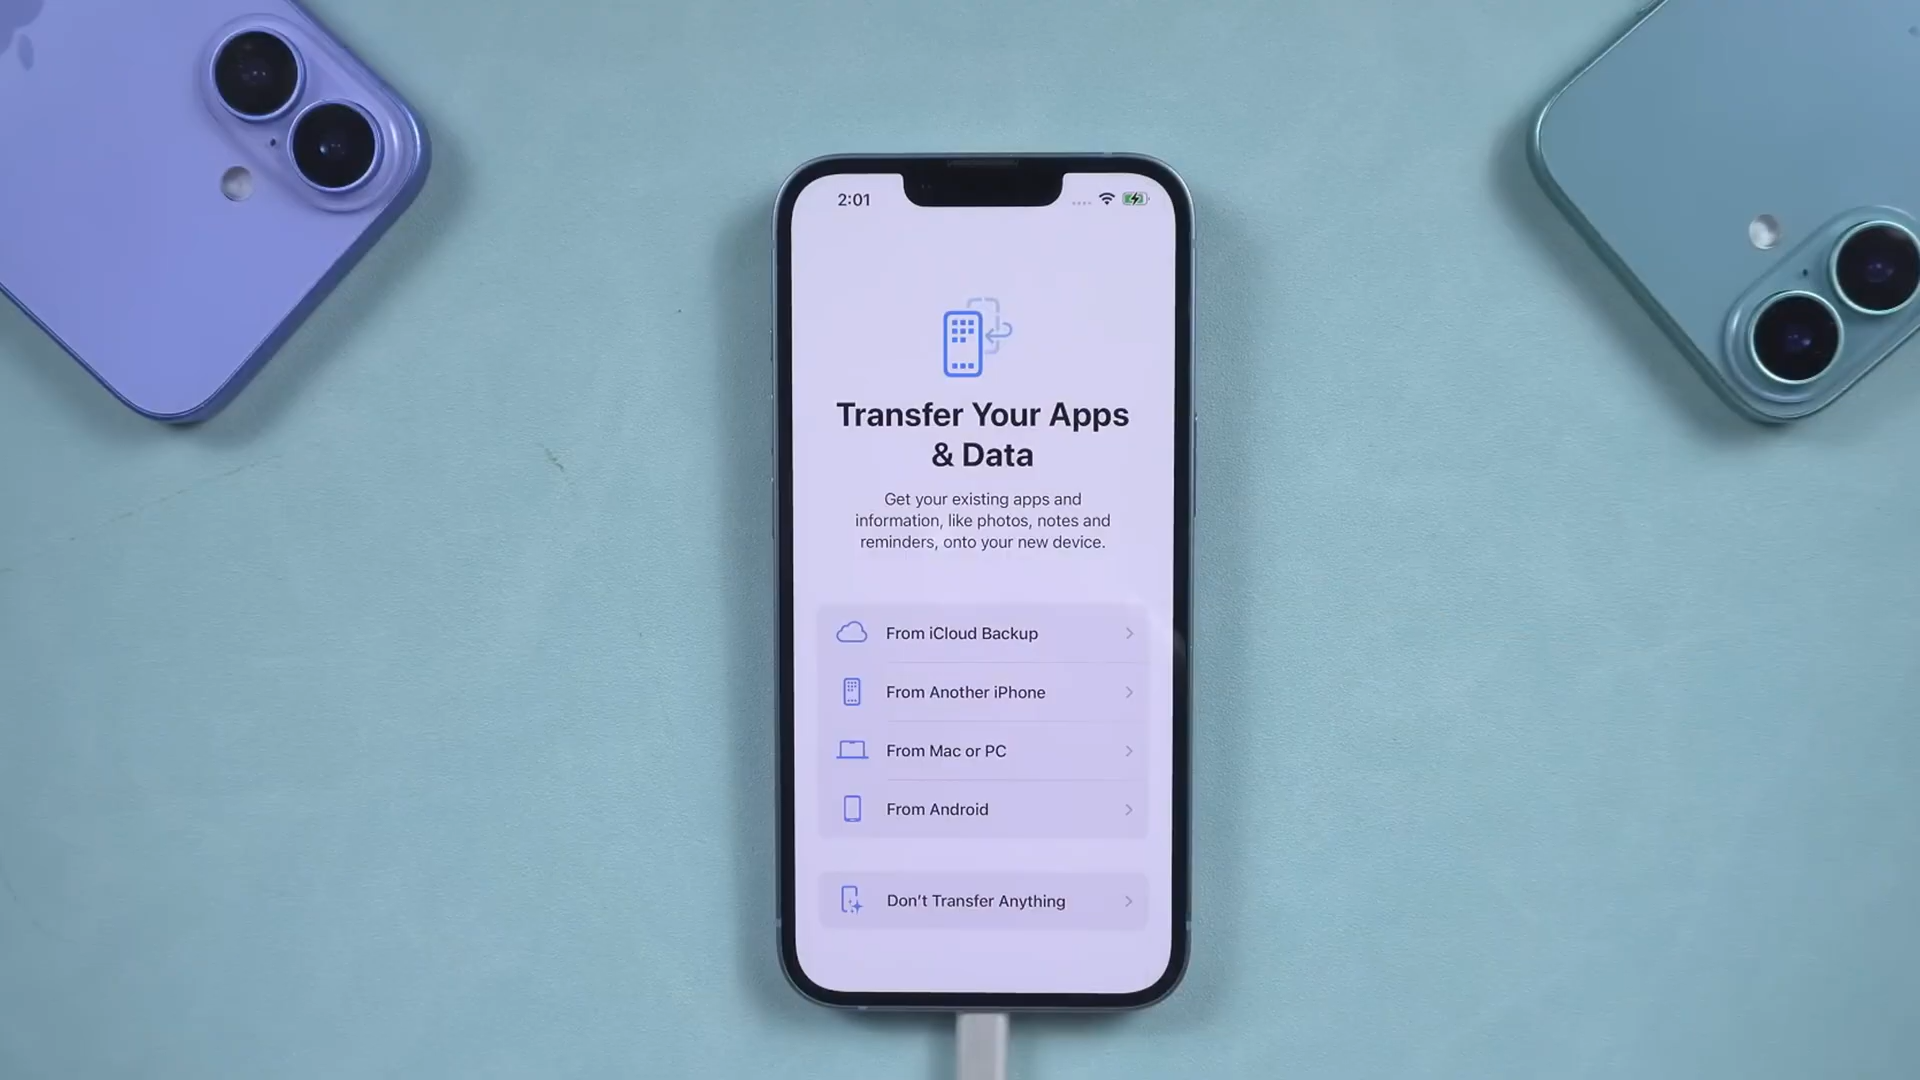 2:01
Transfer Your Apps
& Data
Get your existing apps and
information, like photos, notes and
reminders, onto your new device.
From iCloud Backup
From Another iPhone
From Mac or PC
From Android
Don't Transfer Anything